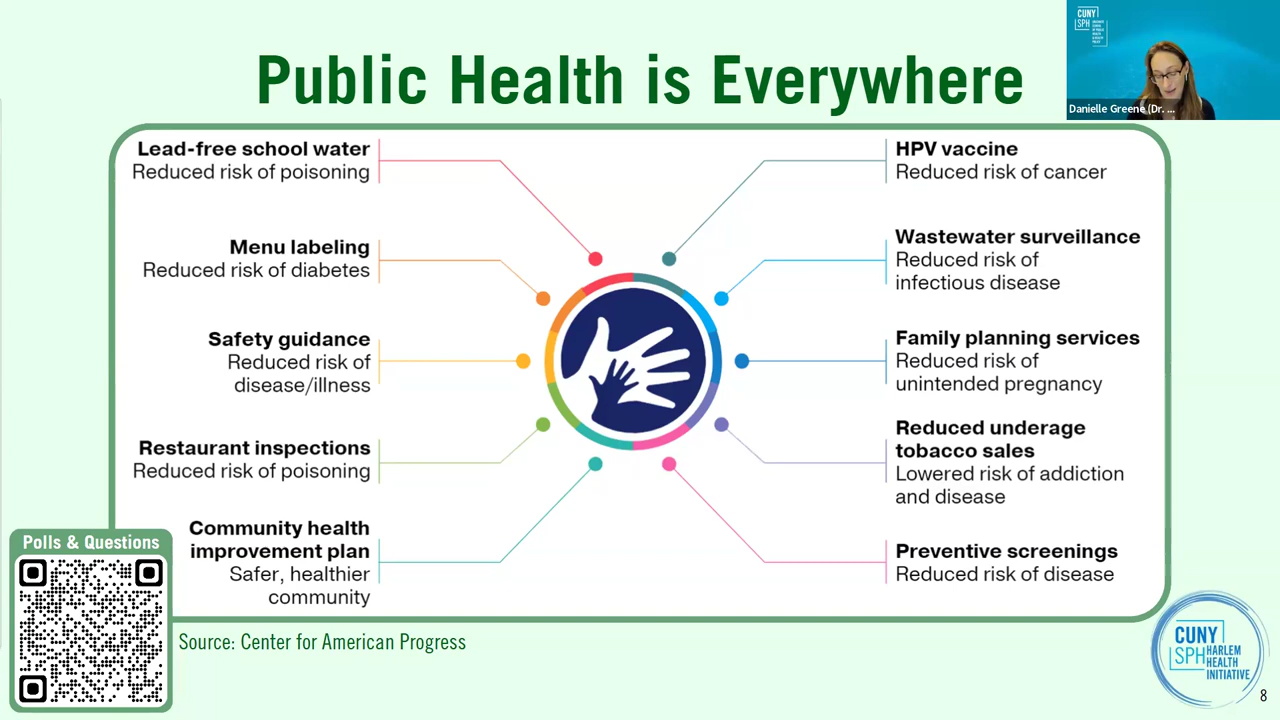 Public Health is Everywhere
CUNY
SPH
Danielle Greene (Dr. ...
Lead-free school water
Reduced risk of poisoning
Menu labeling
Reduced risk of diabetes
Safety guidance
Reduced risk of
disease/illness
Restaurant inspections
Reduced risk of poisoning
Community health
improvement plan
Safer, healthier
community
HPV vaccine
Reduced risk of cancer
Wastewater surveillance
Reduced risk of
infectious disease
Family planning services
Reduced risk of
unintended pregnancy
Reduced underage
tobacco sales
Lowered risk of addiction
and disease
Preventive screenings
Reduced risk of disease
Polls & Questions
Source: Center for American Progress
CUNY
SPH
HARLEM
HEALTH
INITIATIVE
8